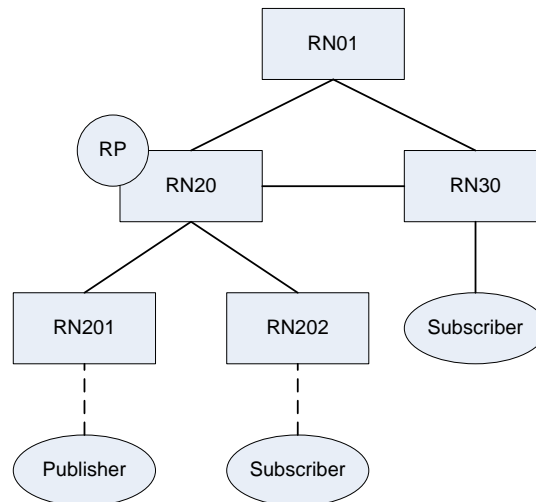 RN01
RP
RN20
RN30
RN201
RN202
Subscriber
Publisher
Subscriber